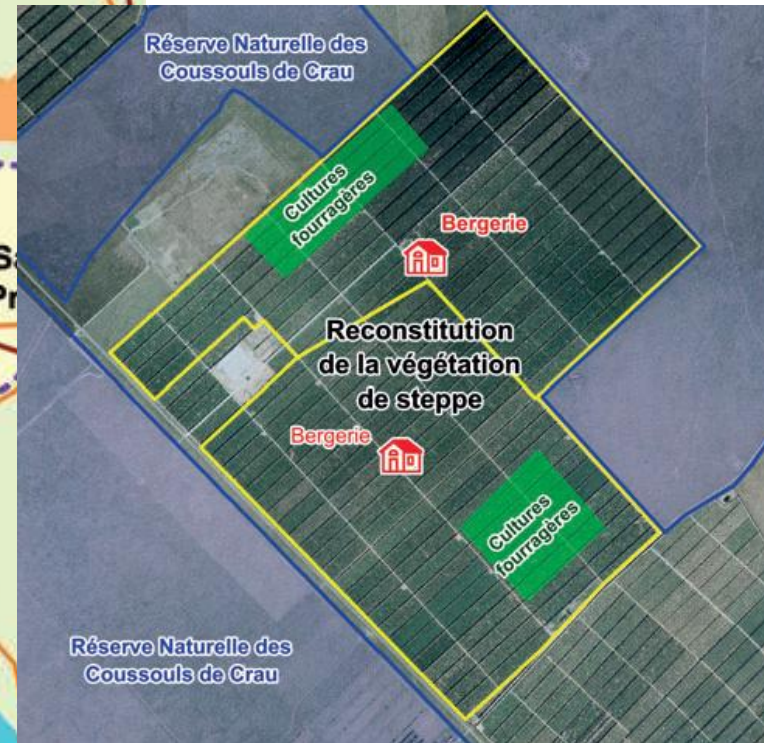 Réserve Naturelle des
Coussouls de Crau
Cultures
fourragères
Bergerie
Reconstitution
de la végétation
de steppe
Bergerie
Cultures
fourragères
Réserve Naturelle des
Coussouls de Crau